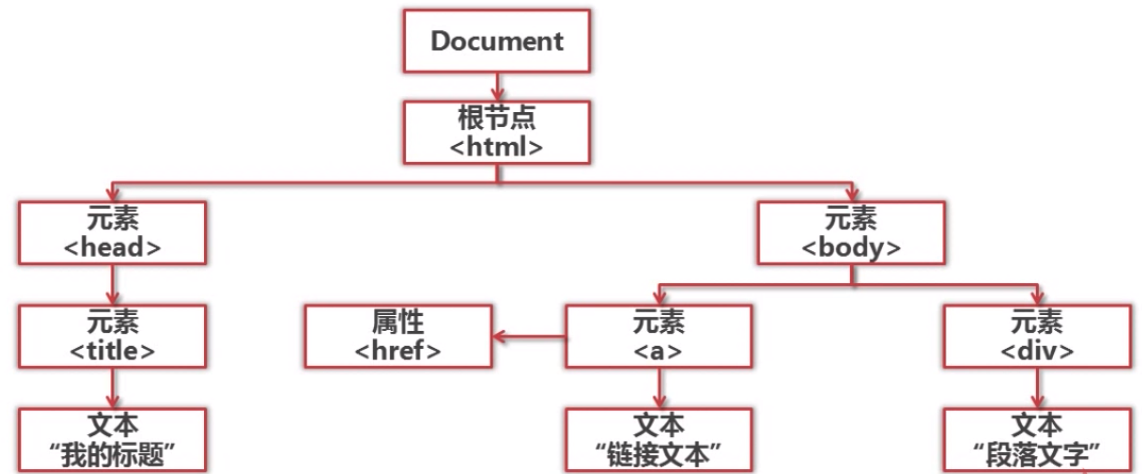 Document
根节点
<html>
元素
<head>
元素
<body>
元素
<title>
属性
<href>
元素
<a>
元素
<div>
文本
“我的标题”
文本
“链接文本”
文本
“段落文字”